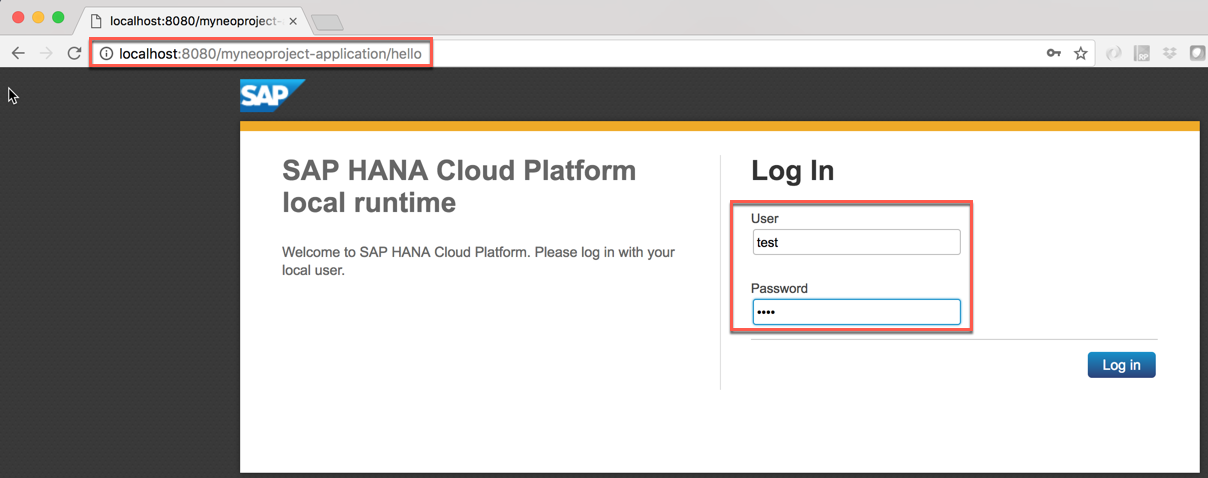 localhost:8080/myneoproject-
localhost:8080/myneoproject-application/hello
SAP
SAP HANA Cloud Platform
local runtime
Welcome to SAP HANA Cloud Platform. Please log in with your
local user.
Log In
User
test
Password
••••
Log in